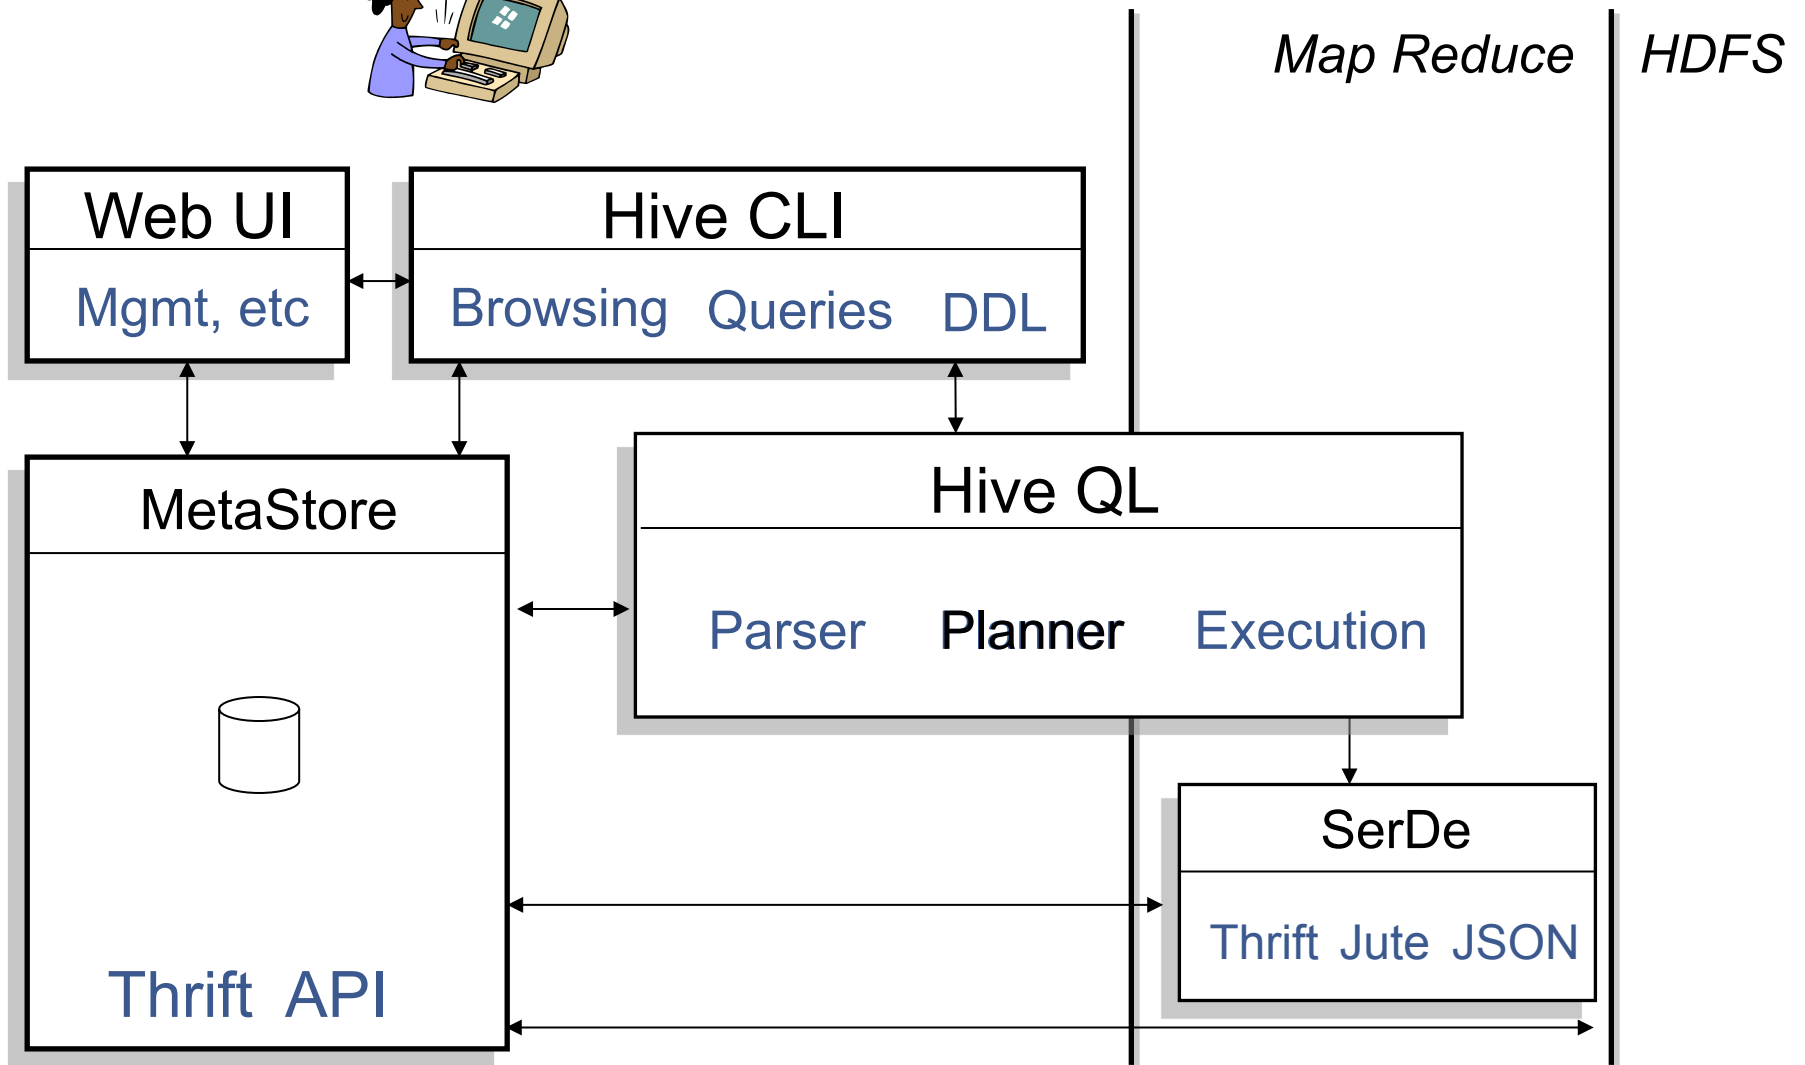 Map Reduce
HDFS
Web UI
Hive CLI
Mgmt, etc
Browsing Queries DDL
MetaStore
Hive QL
Parser Planner Execution
SerDe
Thrift Jute JSON
Thrift API